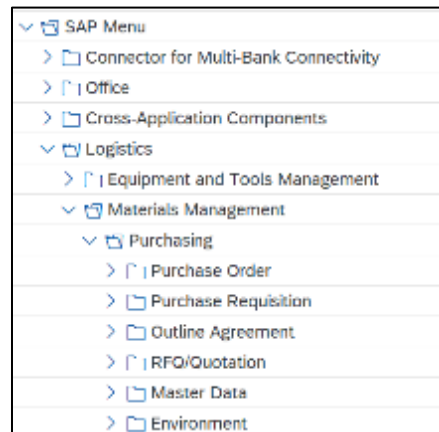 SAP Menu
Connector for Multi-Bank Connectivity
Office
Cross-Application Components
Logistics
Equipment and Tools Management
Materials Management
Purchasing
Purchase Order
Purchase Requisition
Outline Agreement
RFQ/Quotation
Master Data
Environment